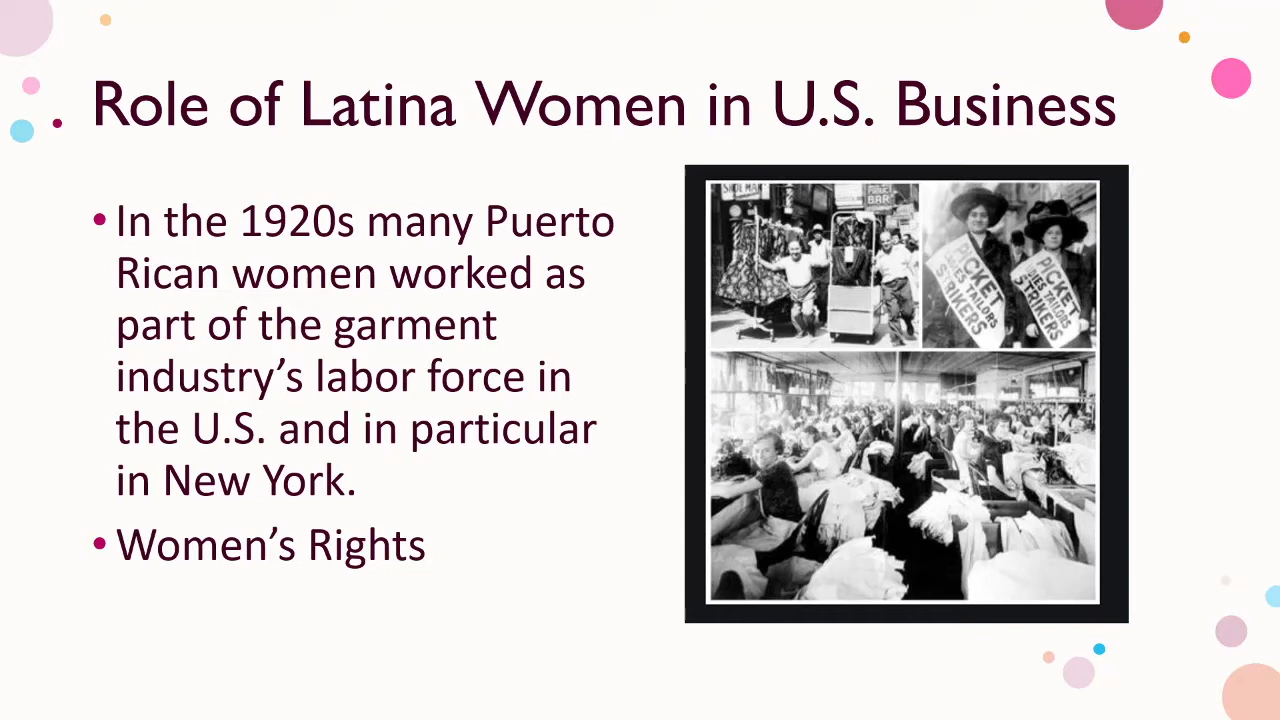 Role of Latina Women in U.S. Business
• In the 1920s many Puerto
Rican women worked as
part of the garment
industry’s labor force in
the U.S. and in particular
in New York.
• Women’s Rights
BAR
PICKET
LADIES TAILORS
STRIKERS
PICKET
LADIES TAILORS
STRIKERS